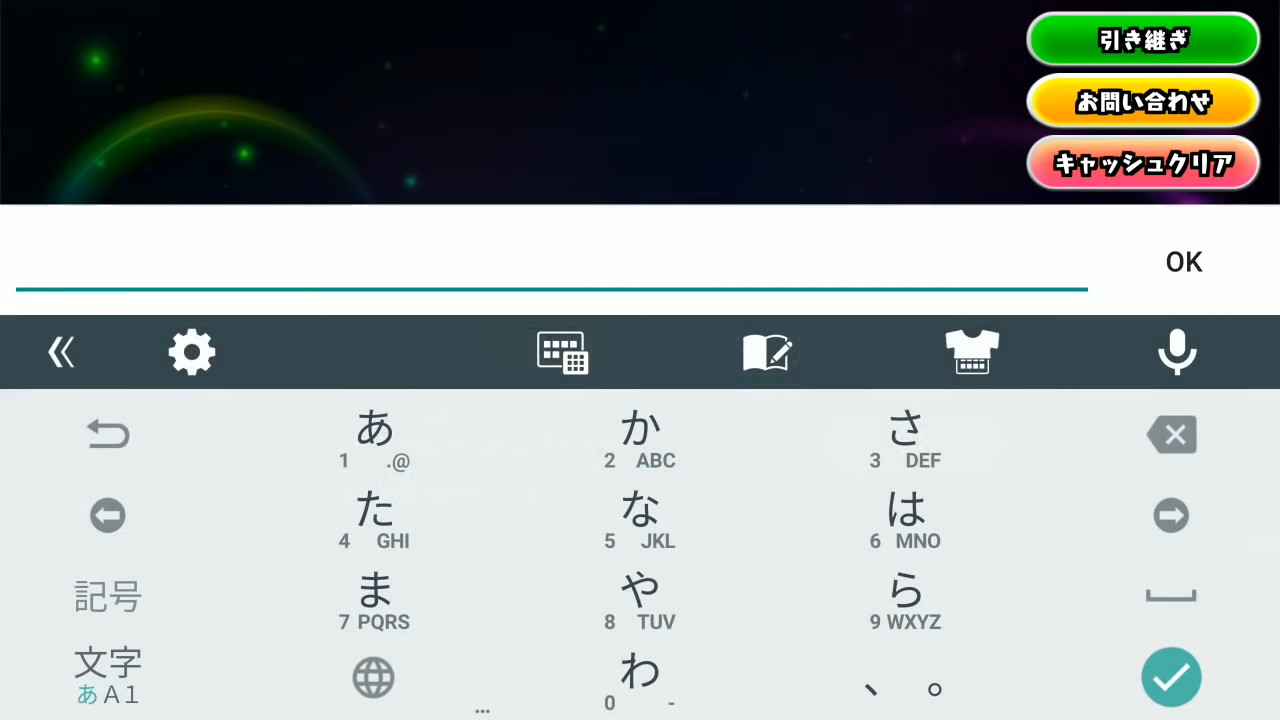 引き継ぎ
お問い合わせ
キャッシュクリア
OK
あ か さ
1 .@ 2 ABC 3 DEF
た な は
4 GHI 5 JKL 6 MNO
記号 ま や ら
7 PQRS 8 TUV 9 WXYZ
文字 わ 、 。
あA1 ... 0 -